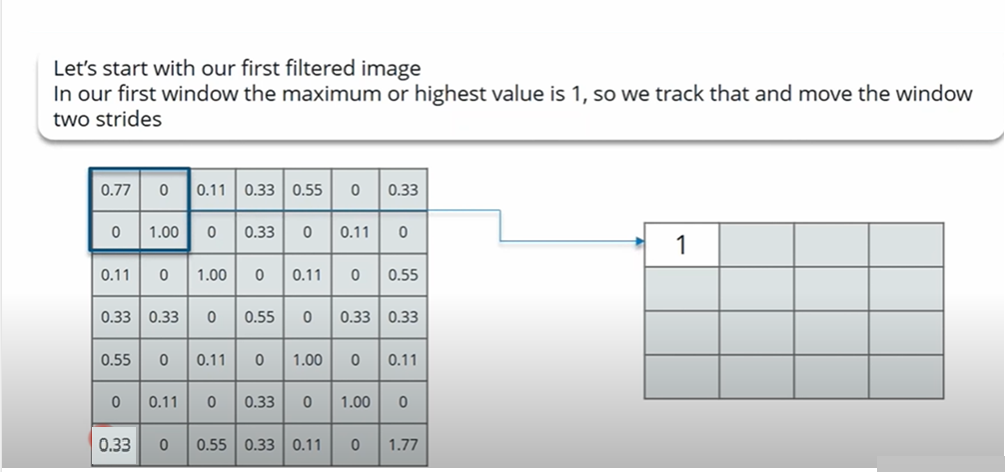 Let's start with our first filtered image
In our first window the maximum or highest value is 1, so we track that and move the window
two strides
0.77 0 0.11 0.33 0.55 0 0.33
0 1.00 0 0.33 0 0.11 0
1
0.11 0 1.00 0 0.11 0 0.55
0.33 0.33 0 0.55 0 0.33 0.33
0.55 0 0.11 0 1.00 0 0.11
0 0.11 0 0.33 0 1.00 0
0.33 0 0.55 0.33 0.11 0 1.77